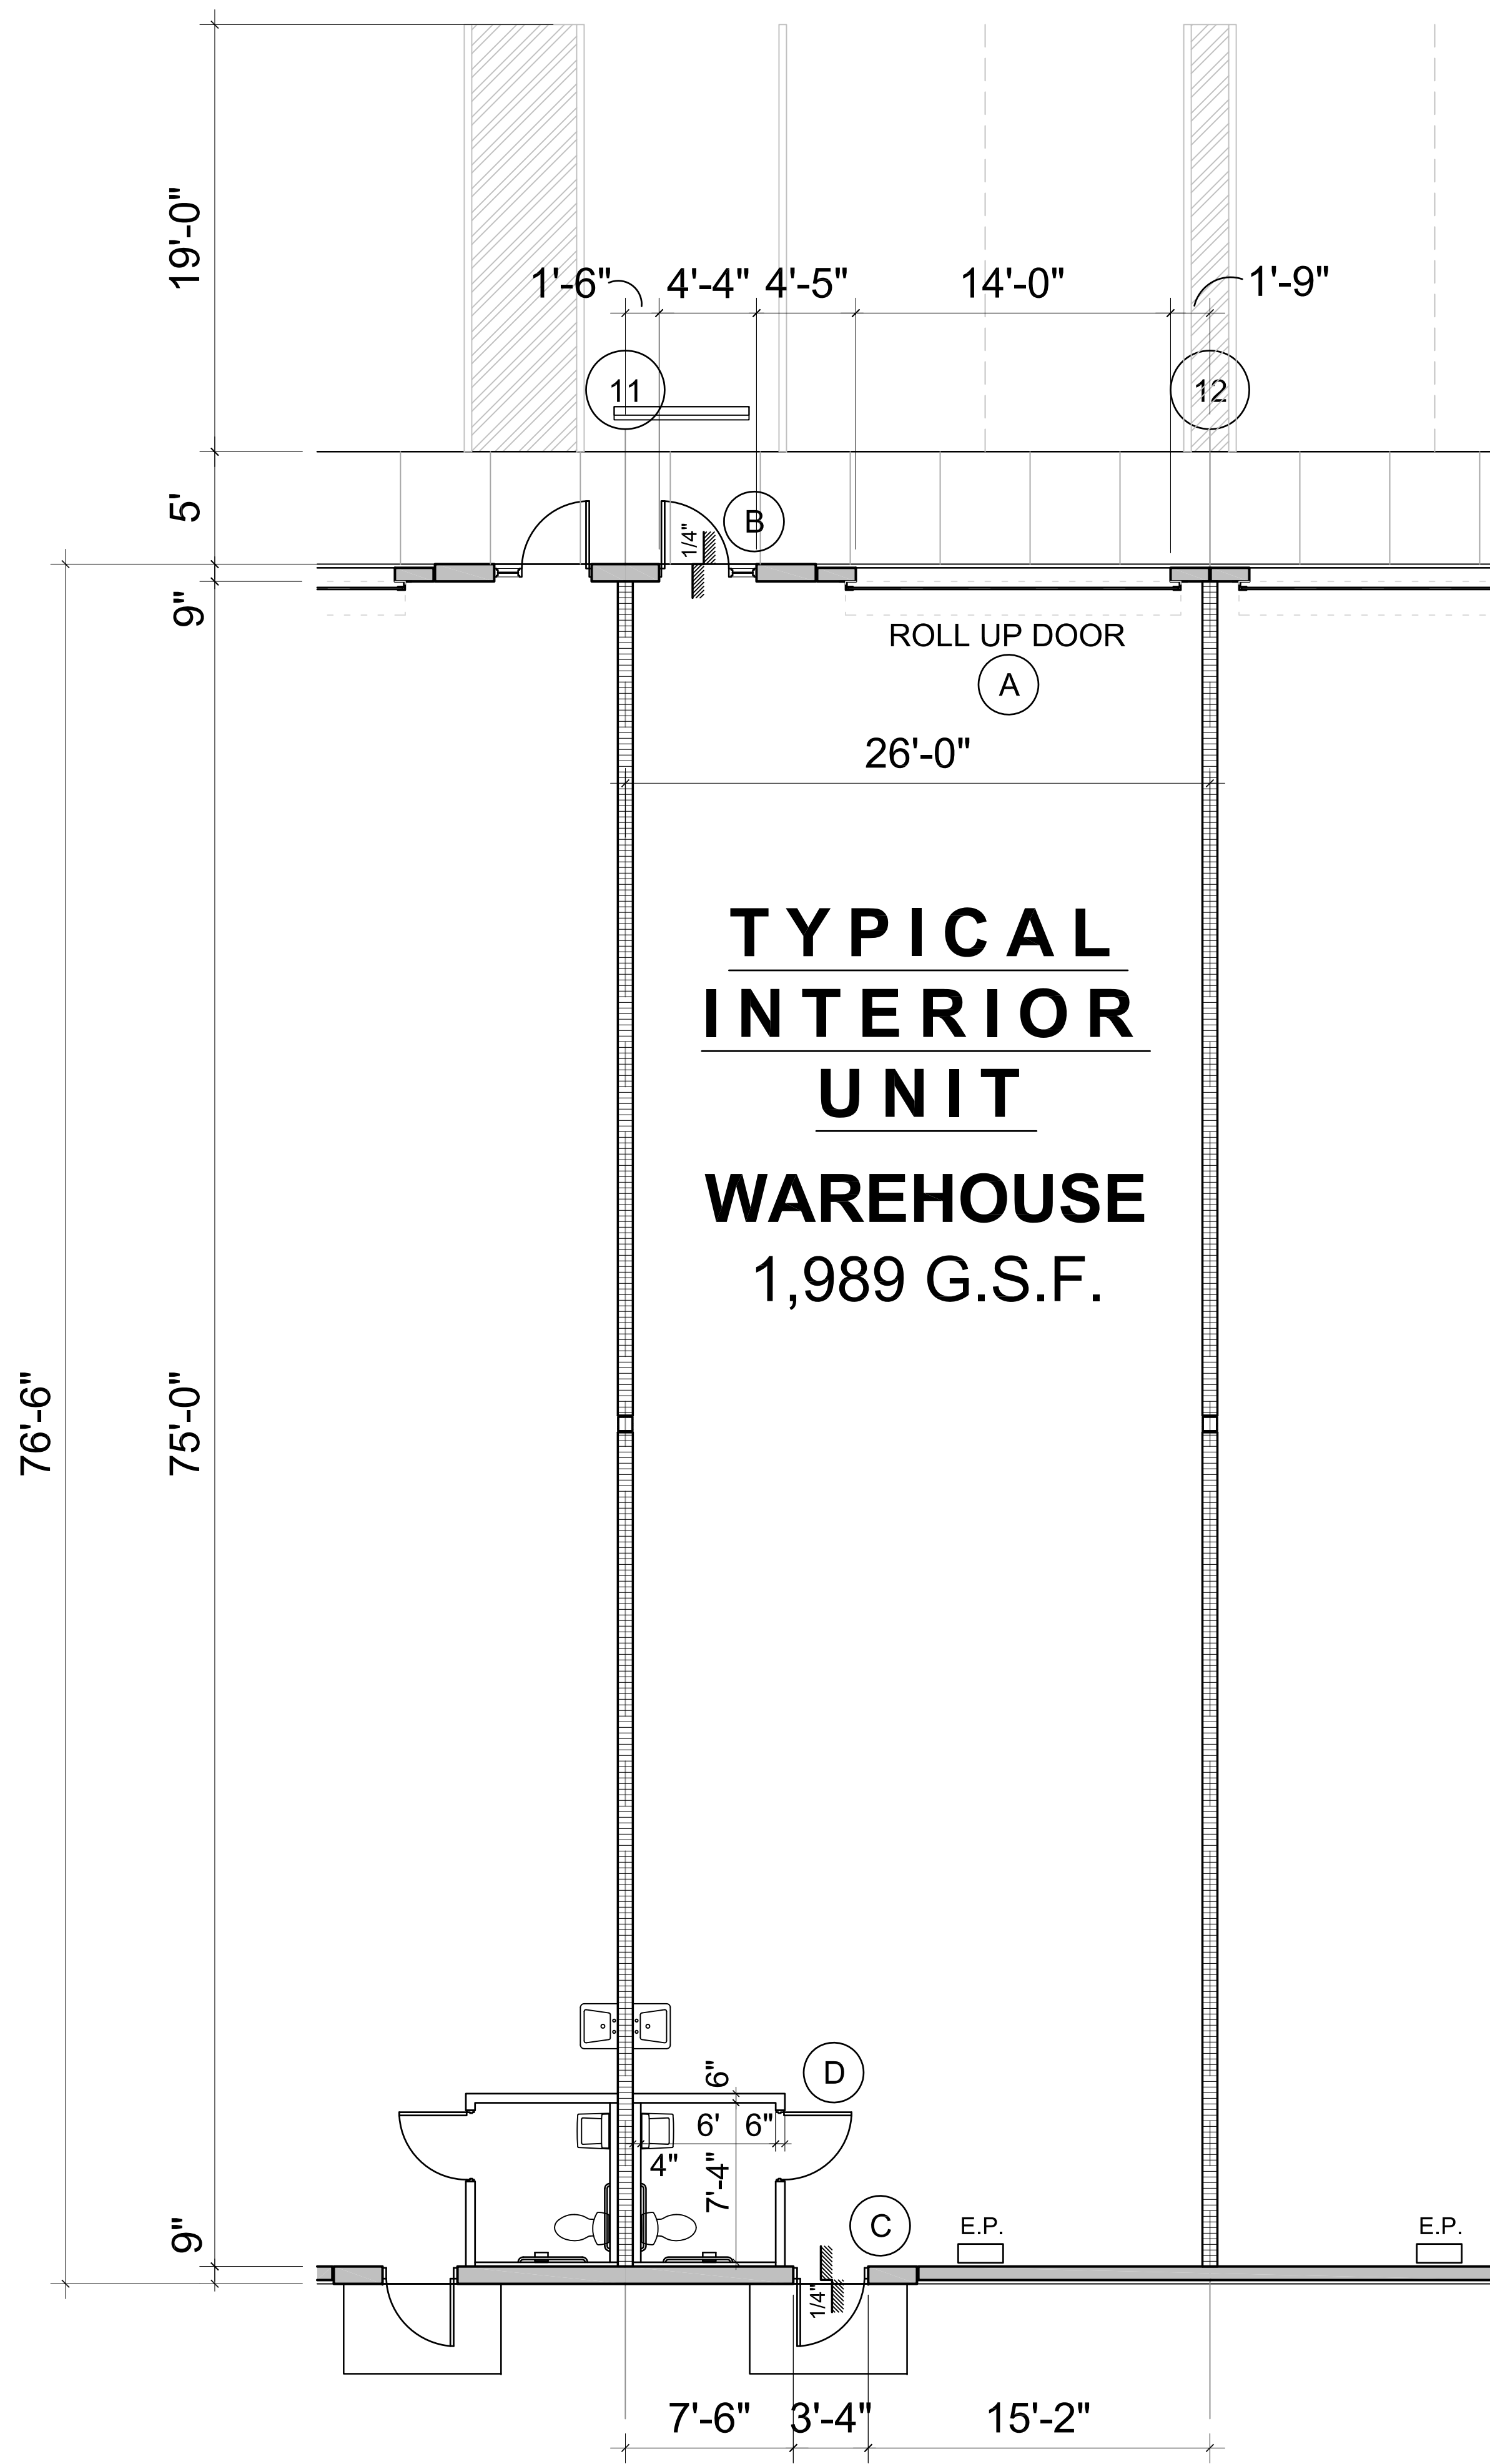 19'-0"
1'-6" 4'-4" 4'-5" 14'-0" 1'-9"
11 12
5'
B
1/4"
9"
ROLL UP DOOR
A
26'-0"
TYPICAL
INTERIOR
UNIT
WAREHOUSE
1,989 G.S.F.
76'-6" 75'-0"
D
6"
6' 6"
4"
7'-4"
C
E.P. E.P.
9"
1/4"
7'-6" 3'-4" 15'-2"